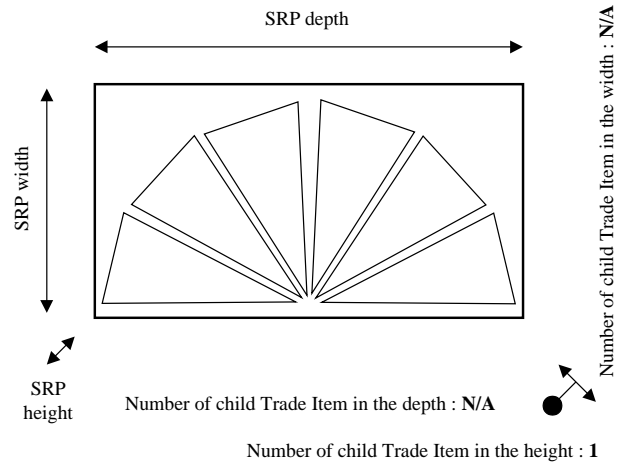 SRP depth
SRP width
Number of child Trade Item in the width : N/A
SRP
height
Number of child Trade Item in the depth : N/A
Number of child Trade Item in the height : 1